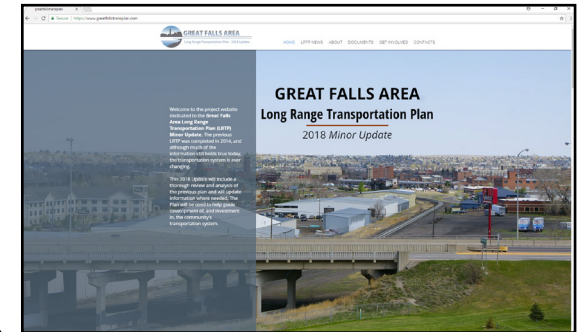 greatfallstransplan
Secure | https://www.greatfallstransplan.com
GREAT FALLS AREA
Long Range Transportation Plan - 2018 Update
HOME LRTP NEWS ABOUT DOCUMENTS GET INVOLVED CONTACTS
GREAT FALLS AREA
Long Range Transportation Plan
2018 Minor Update
Welcome to the project website
dedicated to the Great Falls
Area Long Range
Transportation Plan (LRTP)
Minor Update. The previous
LRTP was completed in 2014, and
although much of the
information still holds true today,
the transportation system is ever
changing.
This 2018 Update will include a
thorough review and analysis of
the previous plan and will update
information where needed. The
Plan will be used to help guide
development of, and investment
in, the community's
transportation system.